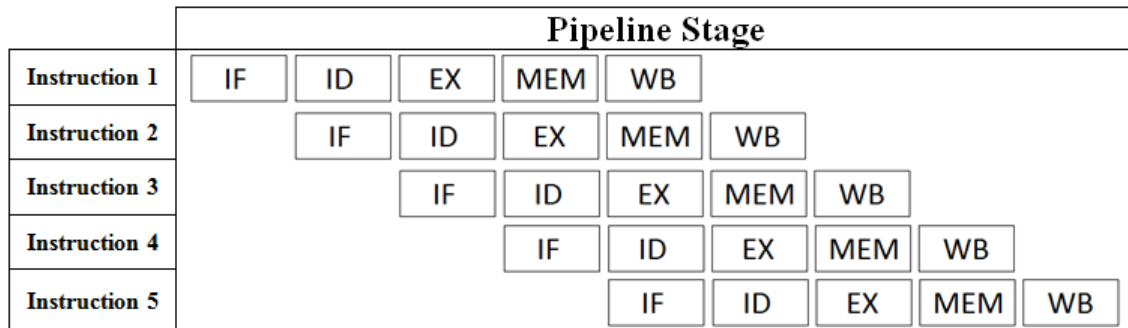 Pipeline Stage
Instruction 1 IF ID EX MEM WB
Instruction 2 IF ID EX MEM WB
Instruction 3 IF ID EX MEM WB
Instruction 4 IF ID EX MEM WB
Instruction 5 IF ID EX MEM WB